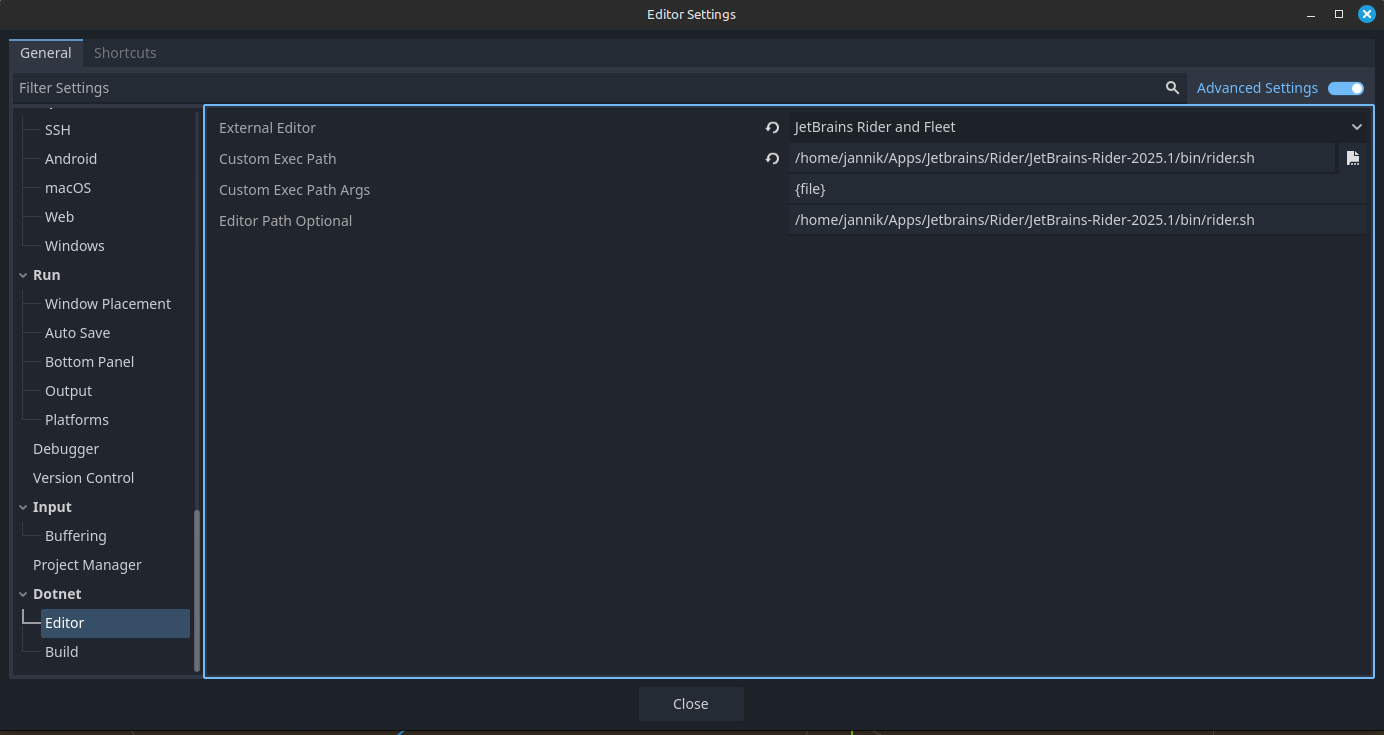 Editor Settings
General Shortcuts
Filter Settings
Advanced Settings
SSH
Android
macOS
Web
Windows
Run
Window Placement
Auto Save
Bottom Panel
Output
Platforms
Debugger
Version Control
Input
Buffering
Project Manager
Dotnet
Editor
Build
External Editor JetBrains Rider and Fleet
Custom Exec Path /home/jannik/Apps/Jetbrains/Rider/JetBrains-Rider-2025.1/bin/rider.sh
Custom Exec Path Args {file}
Editor Path Optional /home/jannik/Apps/Jetbrains/Rider/JetBrains-Rider-2025.1/bin/rider.sh
Close